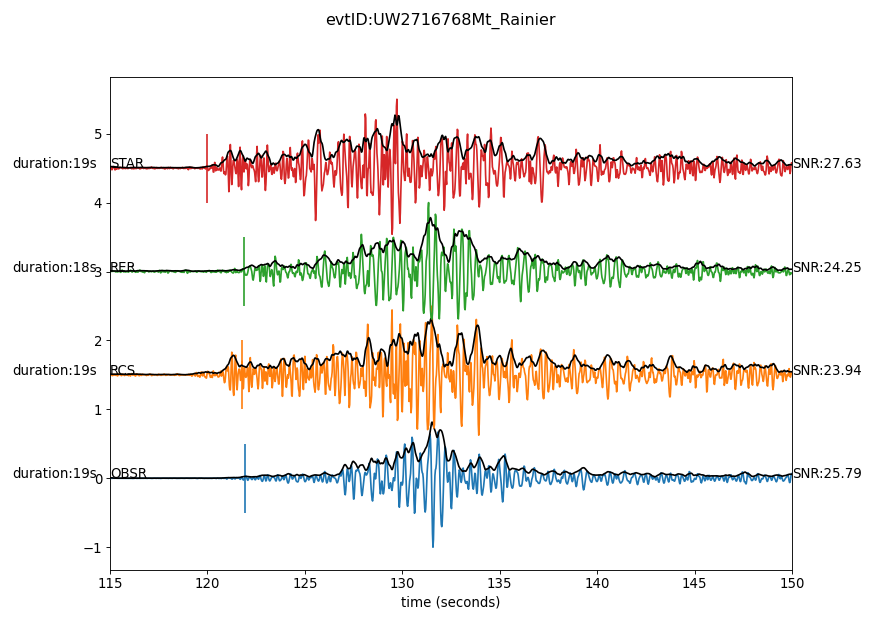 evtID:UW2716768Mt_Rainier
5
duration:19s STAR SNR:27.63
4
duration:18s RER SNR:24.25
3
2
duration:19s RCS SNR:23.94
1
duration:19s OBSR SNR:25.79
0
−1
115 120 125 130 135 140 145 150
time (seconds)